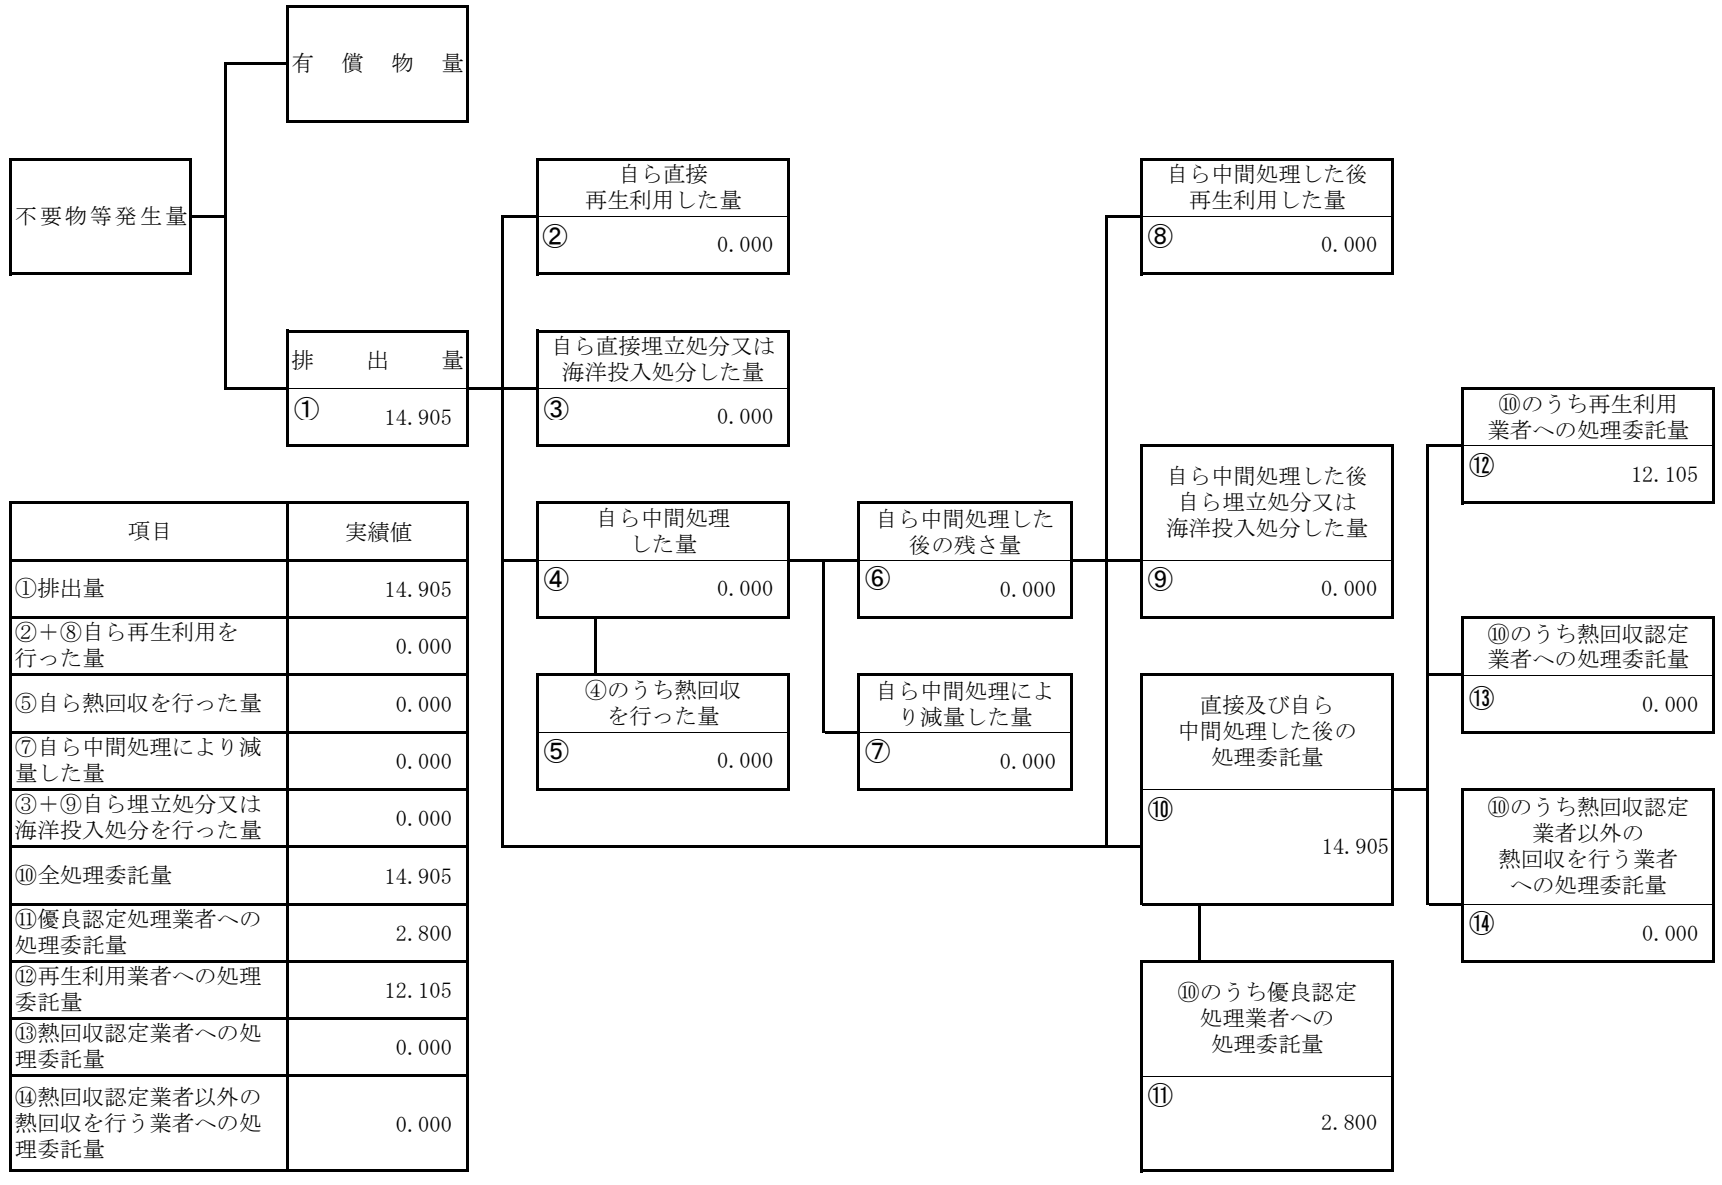 有償物量
不要物等発生量
排出量
① 14.905
自ら直接
再生利用した量
② 0.000
自ら直接埋立処分又は
海洋投入処分した量
③ 0.000
自ら中間処理
した量
④ 0.000
④のうち熱回収
を行った量
⑤ 0.000
自ら中間処理した
後の残さ量
⑥ 0.000
自ら中間処理によ
り減量した量
⑦ 0.000
自ら中間処理した後
再生利用した量
⑧ 0.000
自ら中間処理した後
自ら埋立処分又は
海洋投入処分した量
⑨ 0.000
直接及び自ら
中間処理した後の
処理委託量
⑩
14.905
⑩のうち優良認定
処理業者への
処理委託量
⑪
2.800
⑩のうち再生利用
業者への処理委託量
⑫ 12.105
⑩のうち熱回収認定
業者への処理委託量
⑬ 0.000
⑩のうち熱回収認定
業者以外の
熱回収を行う業者
への処理委託量
⑭ 0.000
項目 実績値
①排出量 14.905
②＋⑧自ら再生利用を
行った量 0.000
⑤自ら熱回収を行った量 0.000
⑦自ら中間処理により減
量した量 0.000
③＋⑨自ら埋立処分又は
海洋投入処分を行った量 0.000
⑩全処理委託量 14.905
⑪優良認定処理業者への
処理委託量 2.800
⑫再生利用業者への処理
委託量 12.105
⑬熱回収認定業者への処
理委託量 0.000
⑭熱回収認定業者以外の
熱回収を行う業者への処
理委託量 0.000